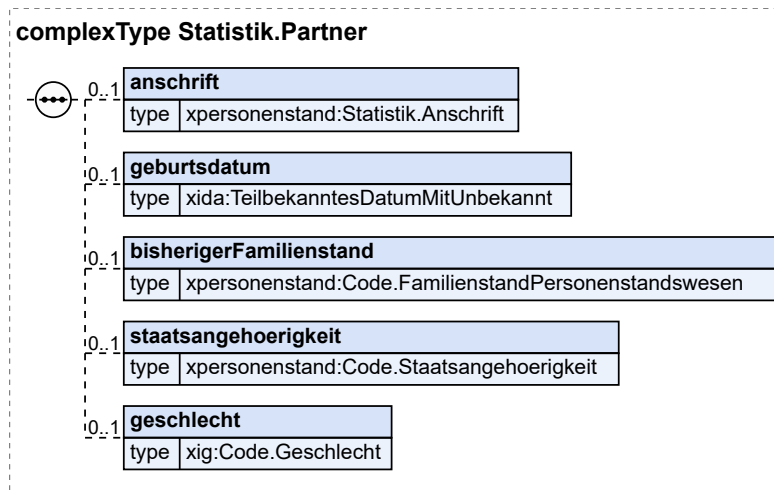 complexType Statistik.Partner
0..1 anschrift
type xpersonenstand:Statistik.Anschrift
0..1 geburtsdatum
type xida:TeilbekanntesDatumMitUnbekannt
0..1 bisherigerFamilienstand
type xpersonenstand:Code.FamilienstandPersonenstandswesen
0..1 staatsangehoerigkeit
type xpersonenstand:Code.Staatsangehoerigkeit
0..1 geschlecht
type xig:Code.Geschlecht